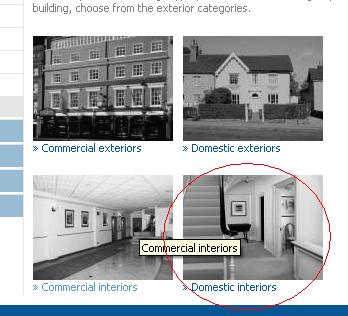 building, choose from the exterior categories.
» Commercial exteriors
» Domestic exteriors
Commercial interiors
» Commercial interiors
» Domestic interiors